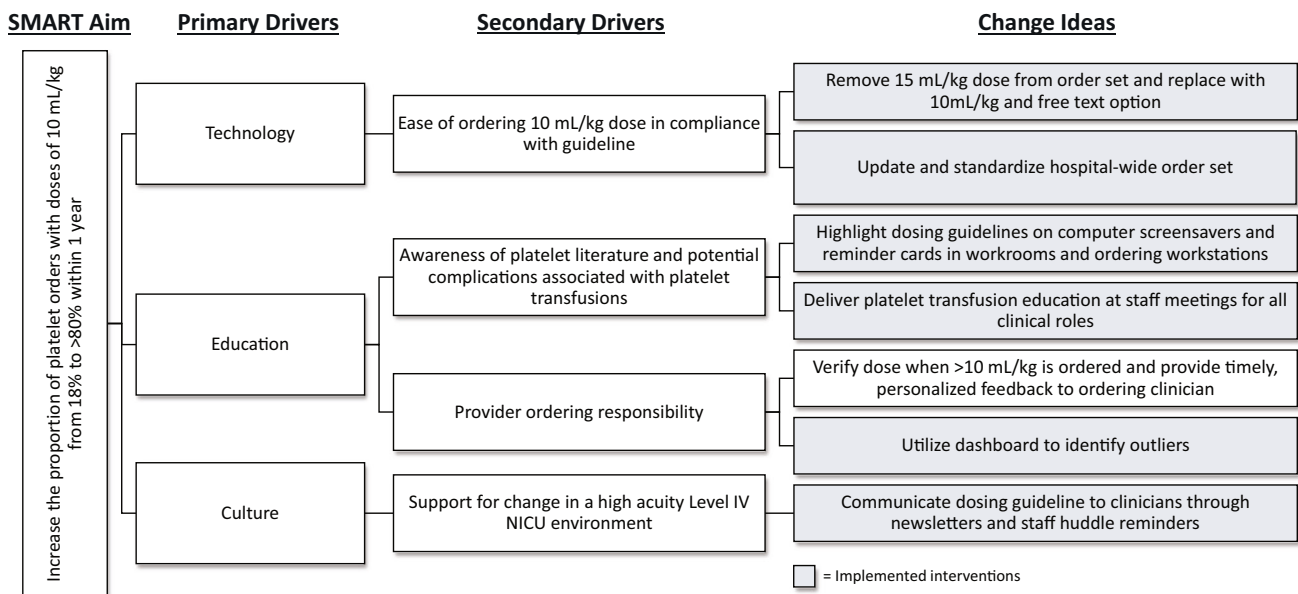 SMART Aim
Primary Drivers
Secondary Drivers
Change Ideas
Increase the proportion of platelet orders with doses of 10 mL/kg
from 18% to >80% within 1 year
Technology
Ease of ordering 10 mL/kg dose in compliance
with guideline
Remove 15 mL/kg dose from order set and replace with
10mL/kg and free text option
Update and standardize hospital-wide order set
Education
Awareness of platelet literature and potential
complications associated with platelet
transfusions
Highlight dosing guidelines on computer screensavers and
reminder cards in workrooms and ordering workstations
Deliver platelet transfusion education at staff meetings for all
clinical roles
Provider ordering responsibility
Verify dose when >10 mL/kg is ordered and provide timely,
personalized feedback to ordering clinician
Utilize dashboard to identify outliers
Culture
Support for change in a high acuity Level IV
NICU environment
Communicate dosing guideline to clinicians through
newsletters and staff huddle reminders
= Implemented interventions